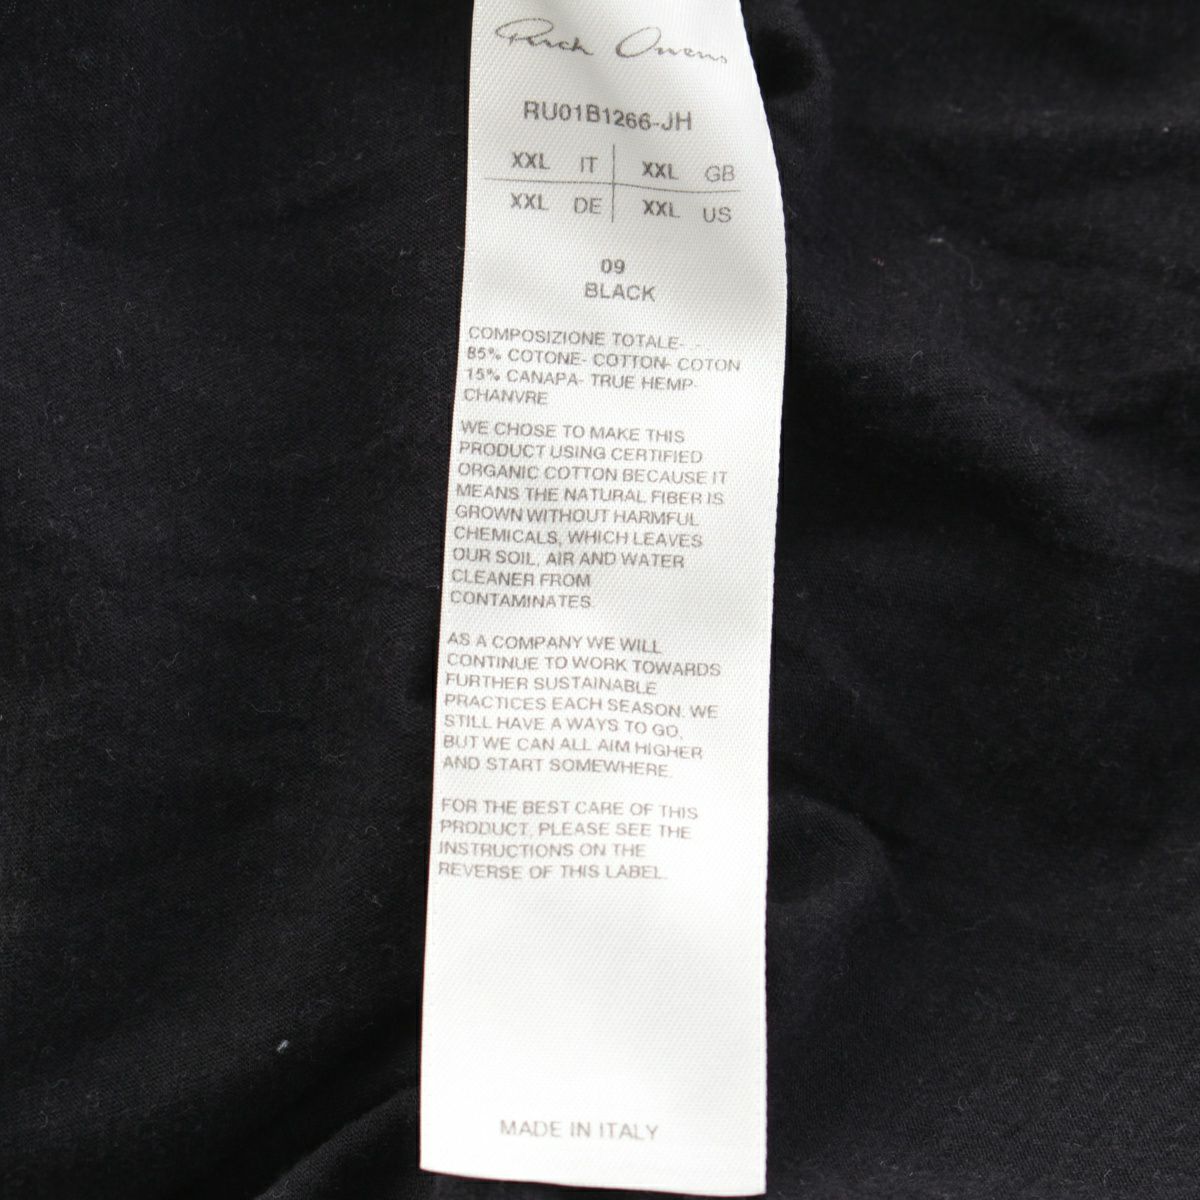 Rick Owens
RU01B1266-JH
XXL IT XXL GB
XXL DE XXL US
09
BLACK
COMPOSIZIONE TOTALE-
85% COTONE- COTTON- COTON
15% CANAPA- TRUE HEMP-
CHANVRE
WE CHOSE TO MAKE THIS
PRODUCT USING CERTIFIED
ORGANIC COTTON BECAUSE IT
MEANS THE NATURAL FIBER IS
GROWN WITHOUT HARMFUL
CHEMICALS, WHICH LEAVES
OUR SOIL, AIR AND WATER
CLEANER FROM
CONTAMINATES.
AS A COMPANY WE WILL
CONTINUE TO WORK TOWARDS
FURTHER SUSTAINABLE
PRACTICES EACH SEASON. WE
STILL HAVE A WAYS TO GO,
BUT WE CAN ALL AIM HIGHER
AND START SOMEWHERE.
FOR THE BEST CARE OF THIS
PRODUCT, PLEASE SEE THE
INSTRUCTIONS ON THE
REVERSE OF THIS LABEL.
MADE IN ITALY